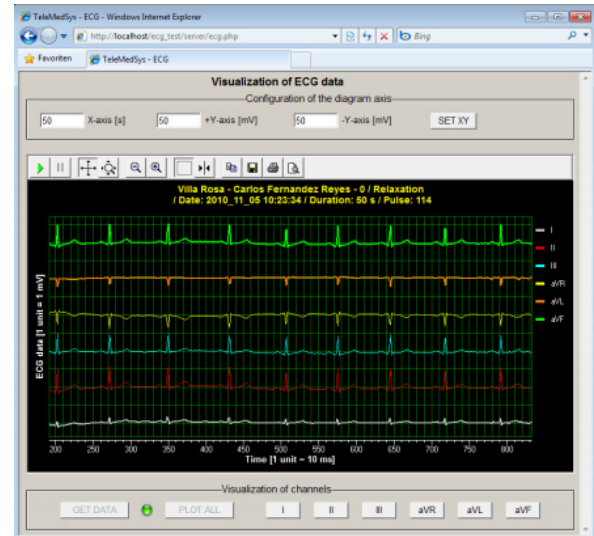 TeleMedSys - ECG - Windows Internet Explorer
http://localhost/ecg_test/server/ecg.php
Bing
Favoriten
TeleMedSys - ECG
Visualization of ECG data
Configuration of the diagram axis
50 X-axis [s] 50 +Y-axis [mV] 50 -Y-axis [mV] SET XY
Villa Rosa - Carlos Fernandez Reyes - 0 / Relaxation
/ Date: 2010_11_05 10:23:34 / Duration: 50 s / Pulse: 114
I
II
III
aVR
aVL
aVF
ECG data [1 unit = 1 mV]
200 250 300 350 400 450 500 550 600 650 700 750 800
Time [1 unit = 10 ms]
Visualization of channels
GET DATA PLOT ALL I II III aVR aVL aVF